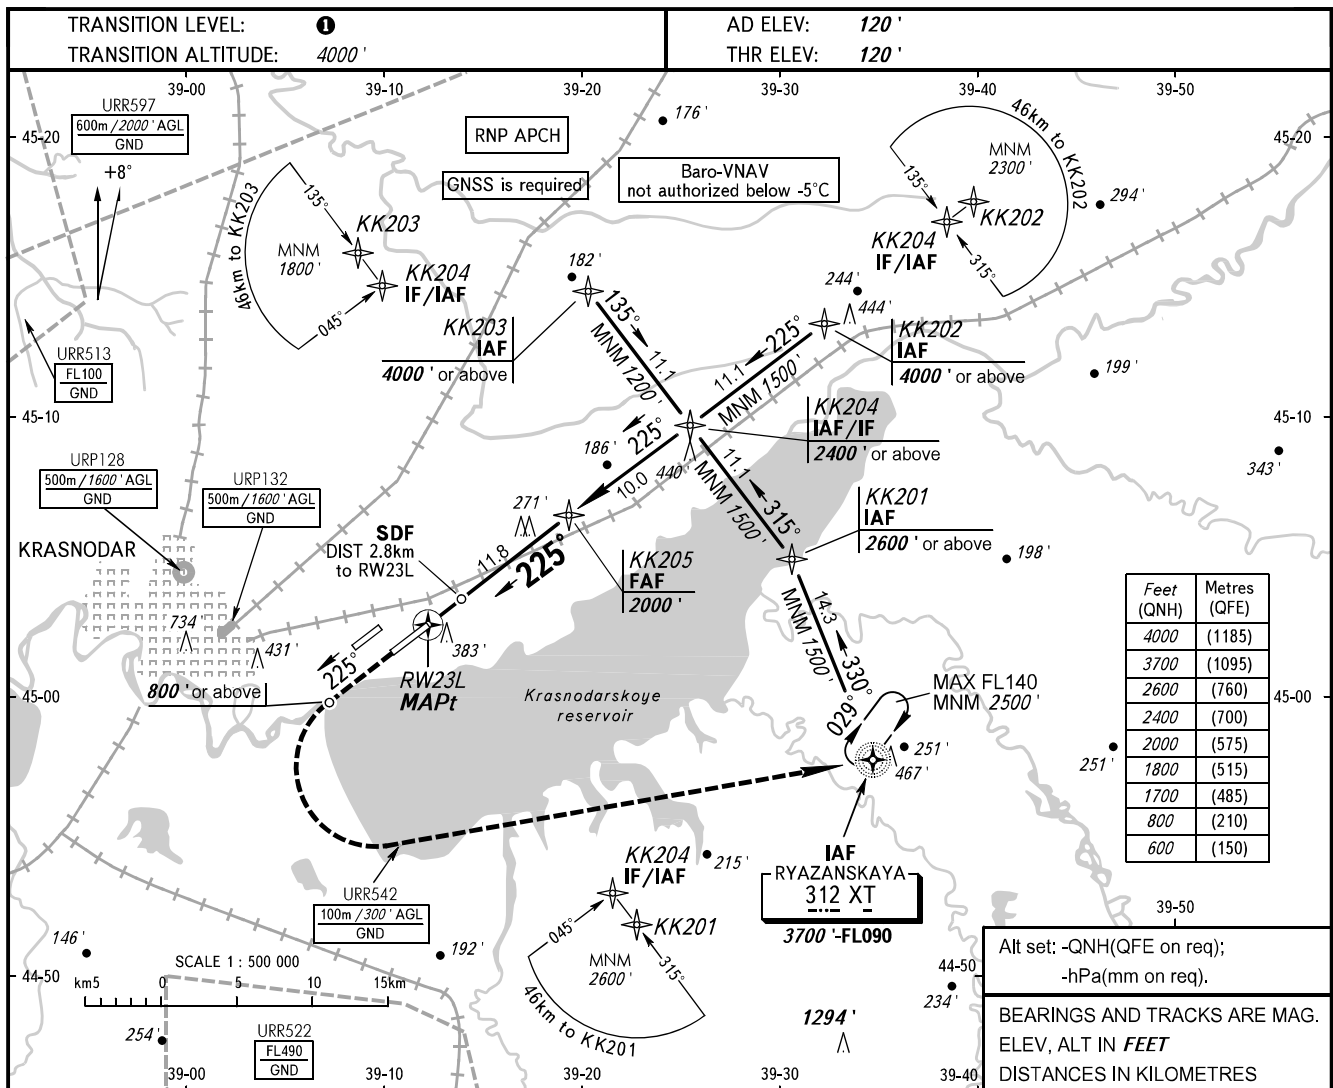 TRANSITION LEVEL: ❶
TRANSITION ALTITUDE: 4000 '
AD ELEV: 120 '
THR ELEV: 120 '
39-00
39-10
39-20
39-30
39-40
39-50
45-20
45-20
URR597
600m / 2000 ' AGL
GND
+8°
RNP APCH
GNSS is required
Baro-VNAV
not authorized below -5°C
176 '
46km to KK203
135°
KK203
MNM
1800 '
KK204
IF/IAF
045°
46km to KK202
MNM
2300 '
135°
KK202
KK204
IF/IAF
315°
294 '
182 '
244 '
444 '
KK203
IAF
4000 ' or above
135°
11.1
MNM 1200 '
225°
11.1
MNM 1500 '
KK202
IAF
4000 ' or above
199 '
URR513
FL100
GND
45-10
45-10
KK204
IAF/IF
2400 ' or above
225°
10.0
186 '
440 '
11.1
315°
MNM 1500 '
343 '
URP128
500m / 1600 ' AGL
GND
URP132
500m / 1600 ' AGL
GND
KK201
IAF
2600 ' or above
271 '
KRASNODAR
SDF
DIST 2.8km
to RW23L
11.8
225°
KK205
FAF
2000 '
198 '
734 '
431 '
383 '
14.3
MNM 1500 '
330°
225°
800 ' or above
RW23L
MAPt
Krasnodarskoye
reservoir
45-00
45-00
029°
MAX FL140
MNM 2500 '
251 '
467 '
251 '
Feet
(QNH)
Metres
(QFE)
4000 (1185)
3700 (1095)
2600 (760)
2400 (700)
2000 (575)
1800 (515)
1700 (485)
800 (210)
600 (150)
IAF
RYAZANSKAYA
312 XT
3700 '-FL090
215 '
KK204
IF/IAF
KK201
045°
315°
MNM
2600 '
46km to KK201
URR542
100m / 300 ' AGL
GND
192 '
146 '
SCALE 1 : 500 000
km5 0 5 10 15km
44-50
44-50
39-50
254 '
URR522
FL490
GND
234 '
1294 '
39-00
39-10
39-20
39-30
39-40
Alt set: -QNH(QFE on req);
-hPa(mm on req).
BEARINGS AND TRACKS ARE MAG.
ELEV, ALT IN FEET
DISTANCES IN KILOMETRES